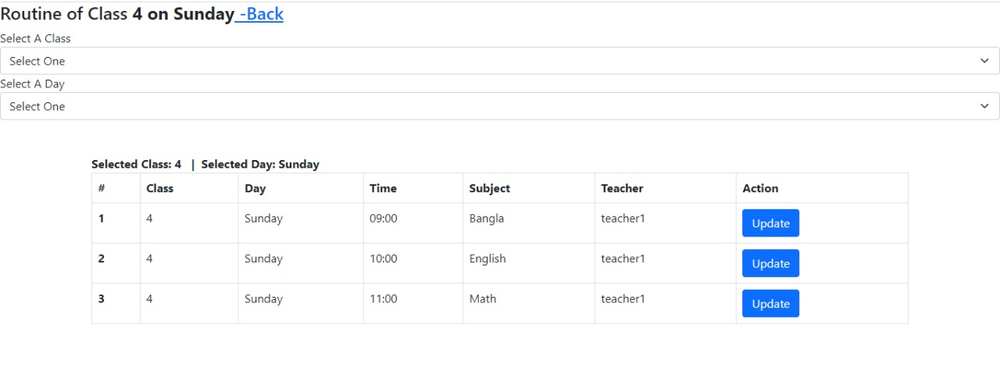 Routine of Class 4 on Sunday -Back
Select A Class
Select One
Select A Day
Select One
Selected Class: 4 | Selected Day: Sunday
# Class Day Time Subject Teacher Action
1 4 Sunday 09:00 Bangla teacher1 Update
2 4 Sunday 10:00 English teacher1 Update
3 4 Sunday 11:00 Math teacher1 Update